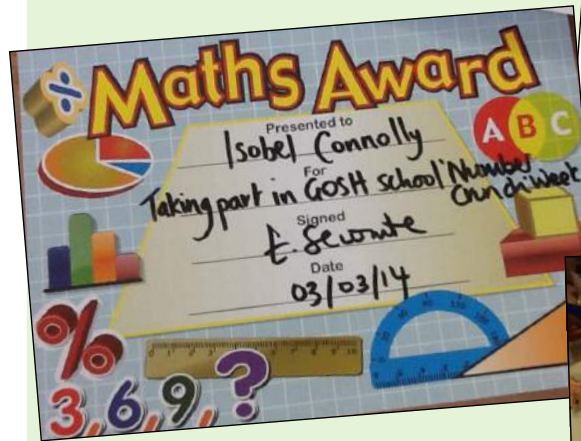 ÷
Maths Award
Presented to
Isobel Connolly
A B C
For
Taking part in GOSH school 'Number
Crunch Week
Signed
Date
03/03/14
%
3, 6, 9, ?